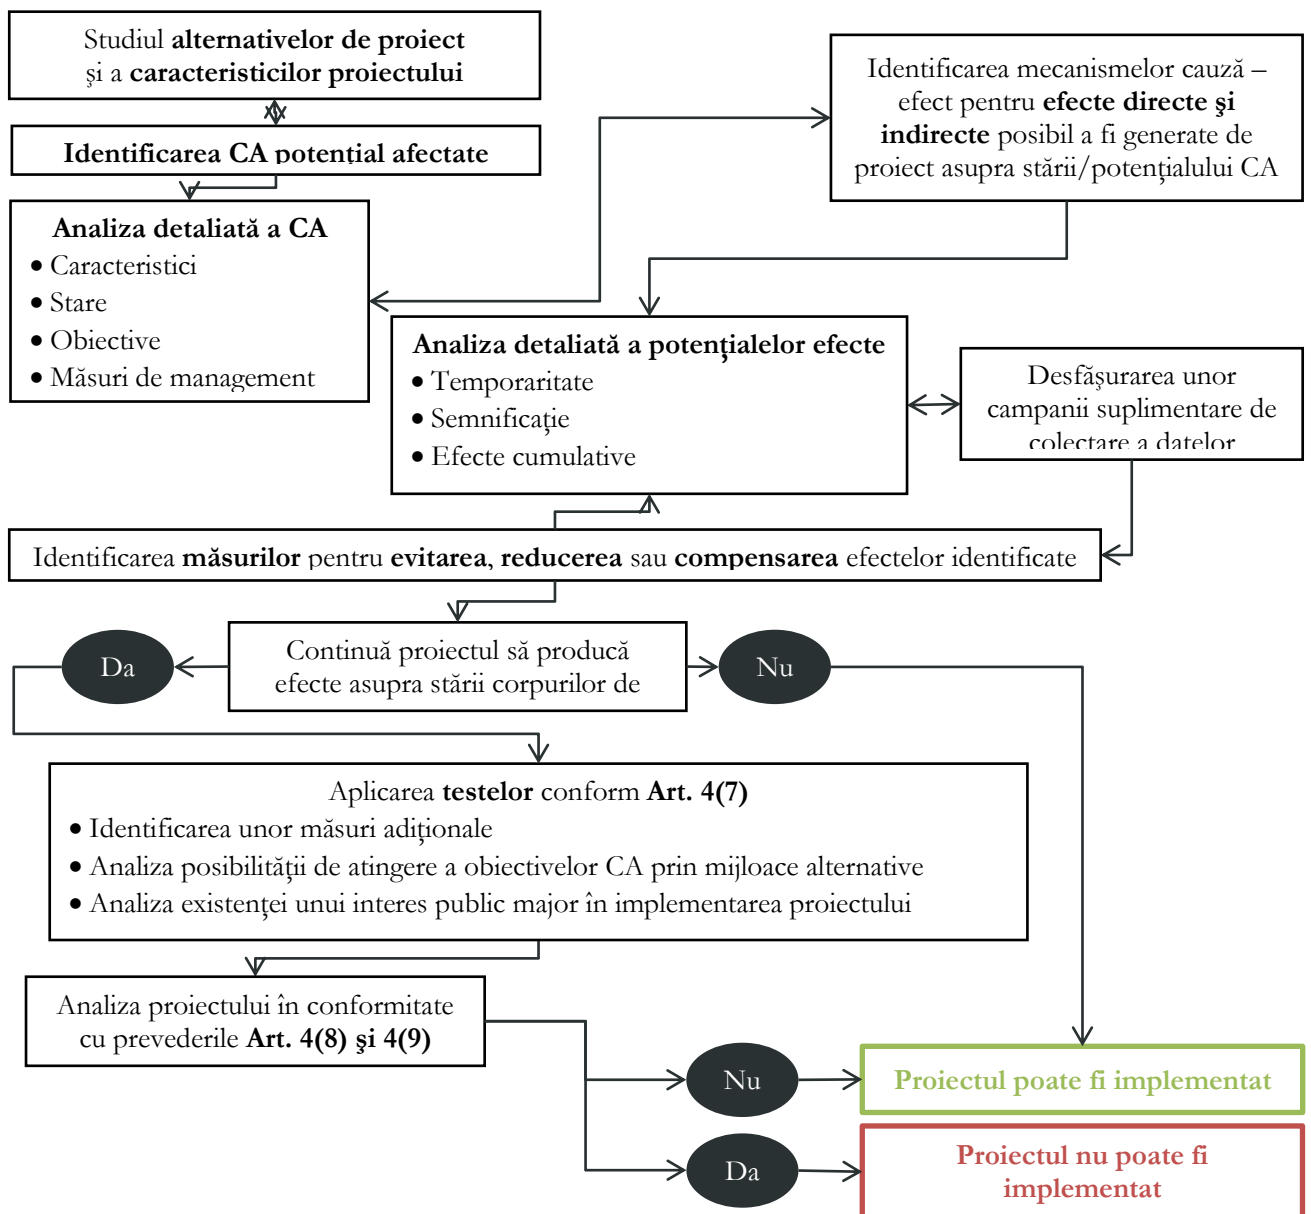 Studiul alternativelor de proiect
şi a caracteristicilor proiectului
Identificarea CA potenţial afectate
Analiza detaliată a CA
• Caracteristici
• Stare
• Obiective
• Măsuri de management
Identificarea mecanismelor cauză –
efect pentru efecte directe şi
indirecte posibil a fi generate de
proiect asupra stării/potenţialului CA
Analiza detaliată a potenţialelor efecte
• Temporaritate
• Semnificaţie
• Efecte cumulative
Desfăşurarea unor
campanii suplimentare de
colectare a datelor
Identificarea măsurilor pentru evitarea, reducerea sau compensarea efectelor identificate
Da
Continuă proiectul să producă
efecte asupra stării corpurilor de
Nu
Aplicarea testelor conform Art. 4(7)
• Identificarea unor măsuri adiţionale
• Analiza posibilităţii de atingere a obiectivelor CA prin mijloace alternative
• Analiza existenţei unui interes public major în implementarea proiectului
Analiza proiectului în conformitate
cu prevederile Art. 4(8) şi 4(9)
Nu
Proiectul poate fi implementat
Da
Proiectul nu poate fi
implementat